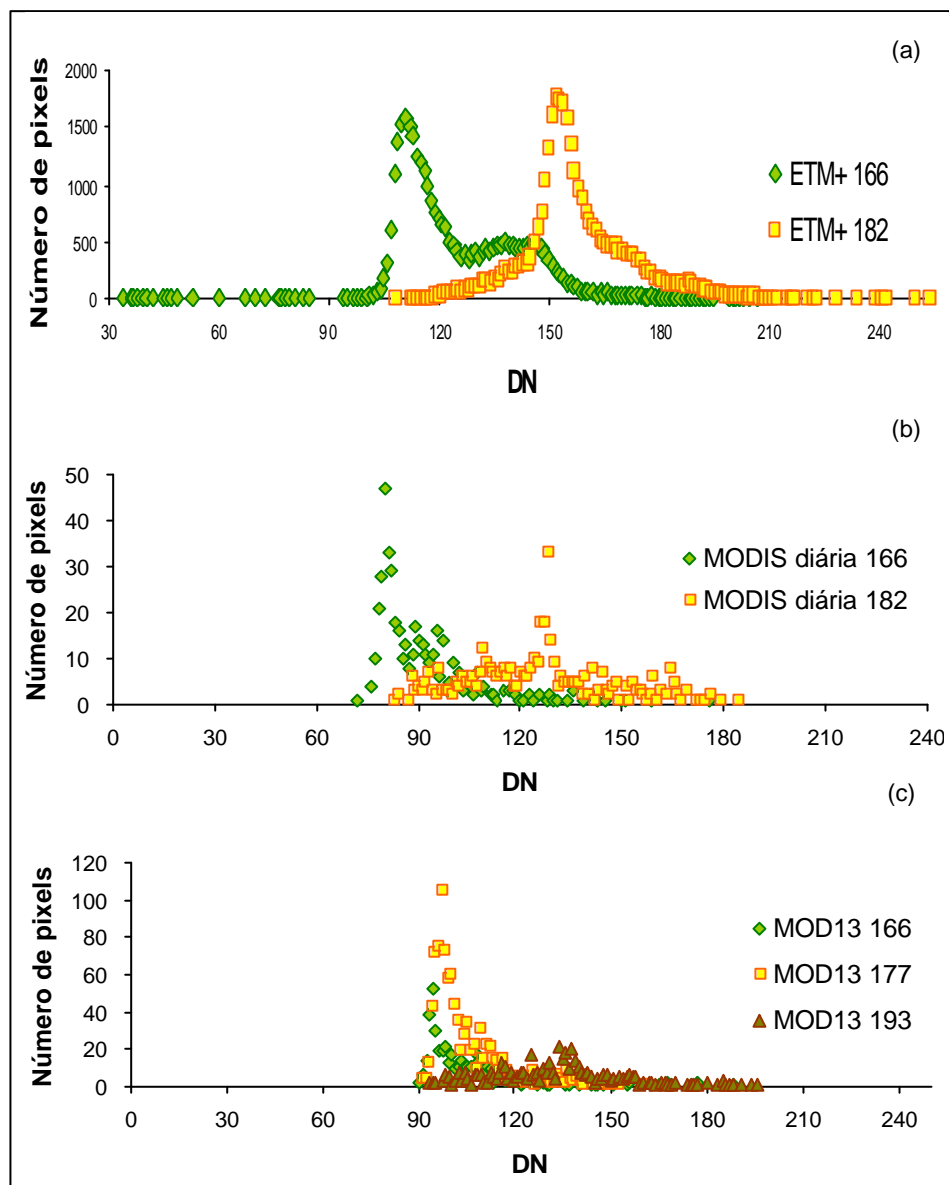 (a)
Número de pixels
2000
1500
1000
500
0
30 60 90 120 150 180 210 240
DN
ETM+ 166
ETM+ 182
(b)
Número de pixels
50
40
30
20
10
0
0 30 60 90 120 150 180 210 240
DN
MODIS diária 166
MODIS diária 182
(c)
Número de pixels
120
100
80
60
40
20
0
0 30 60 90 120 150 180 210 240
DN
MOD13 166
MOD13 177
MOD13 193